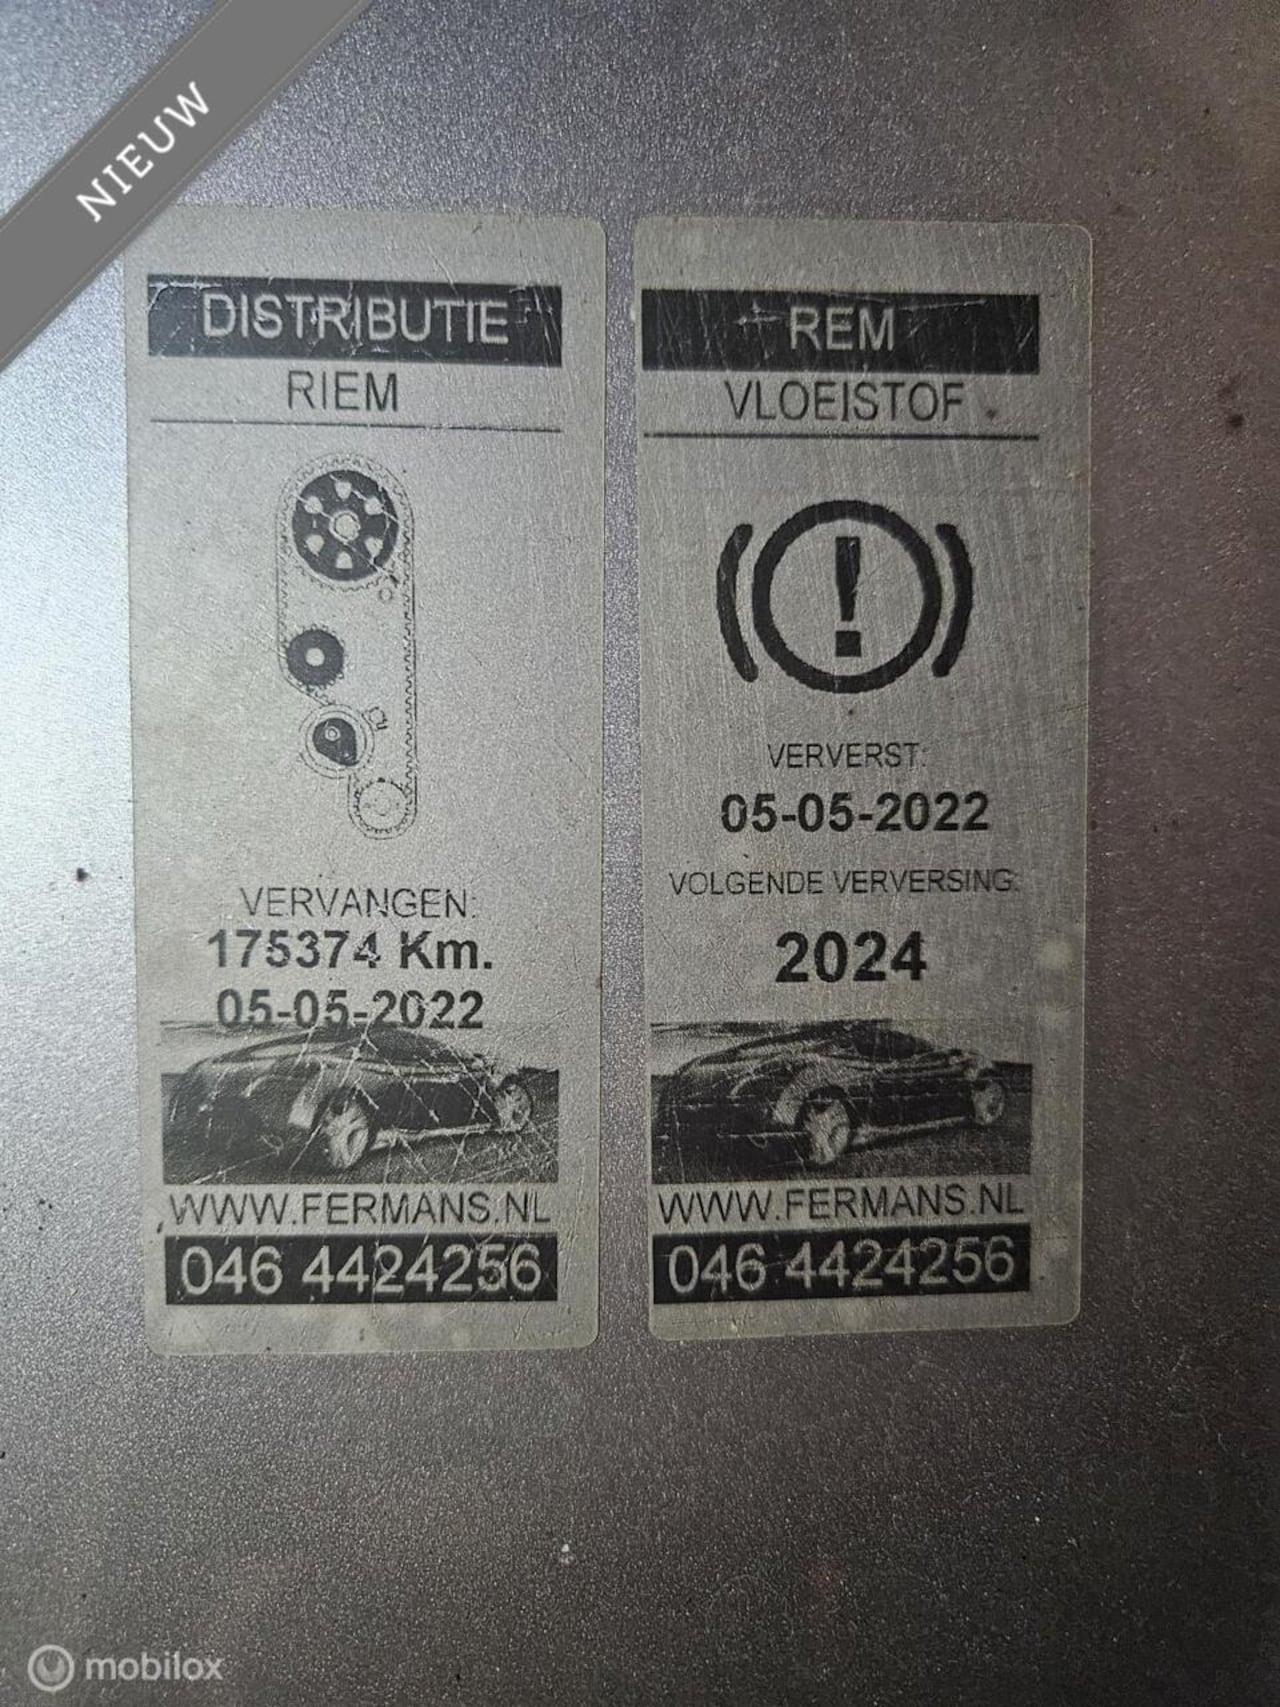 NIEUW
DISTRIBUTIE
RIEM
VERVANGEN:
175374 Km.
05-05-2022
WWW.FERMANS.NL
046 4424256
REM
VLOEISTOF
VERVERST:
05-05-2022
VOLGENDE VERVERSING:
2024
WWW.FERMANS.NL
046 4424256
mobilox